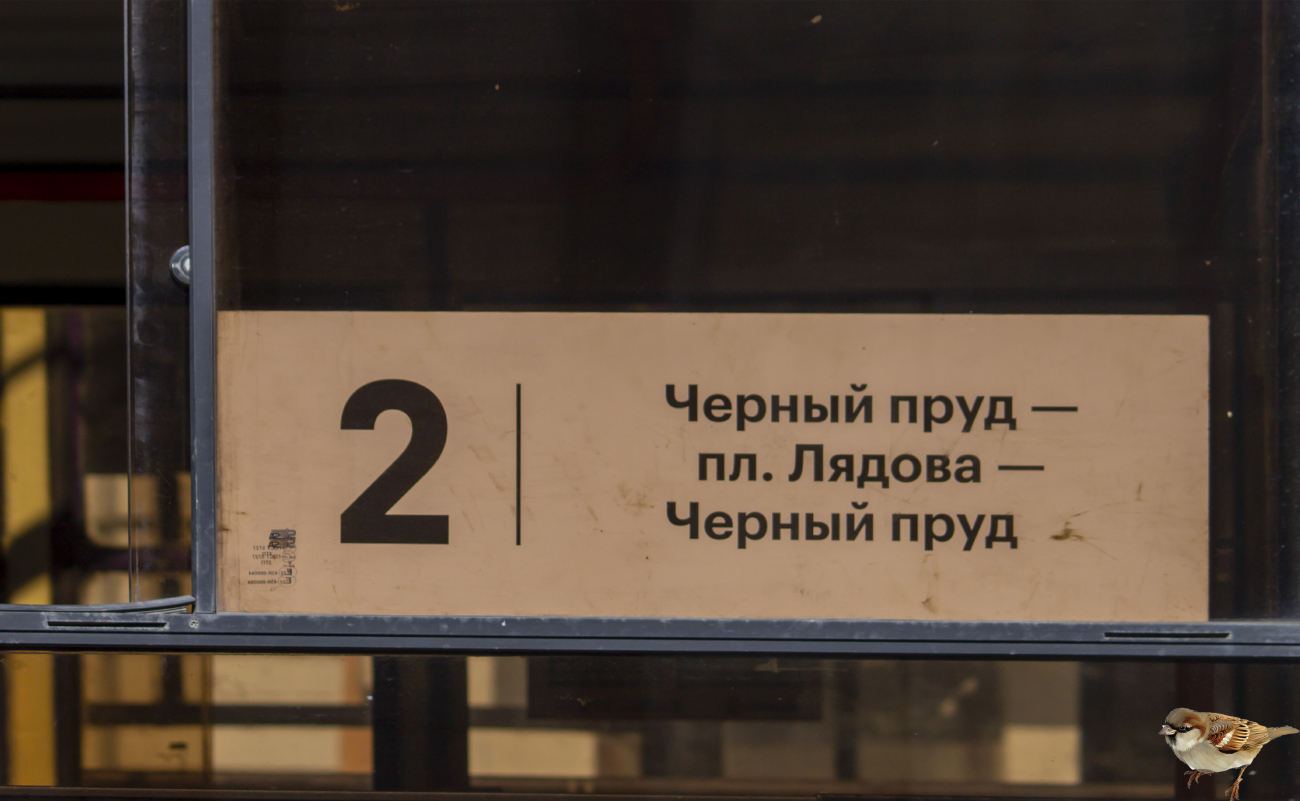 2
Черный пруд —
пл. Лядова —
Черный пруд